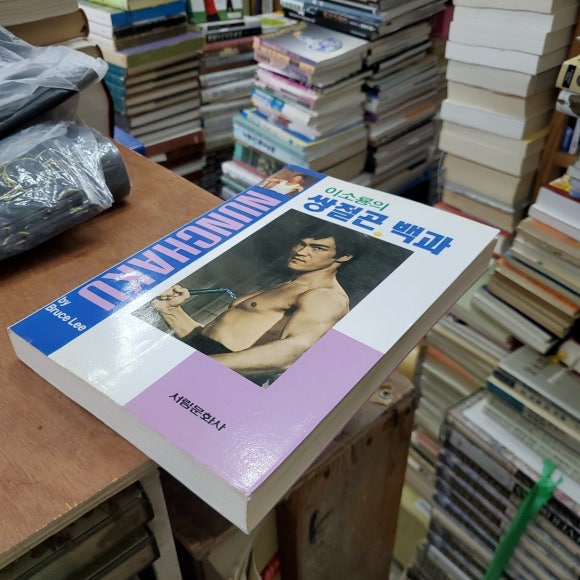 이소룡의
쌍절곤 백과
NUNCHAKU
by
Bruce Lee
서림문화사